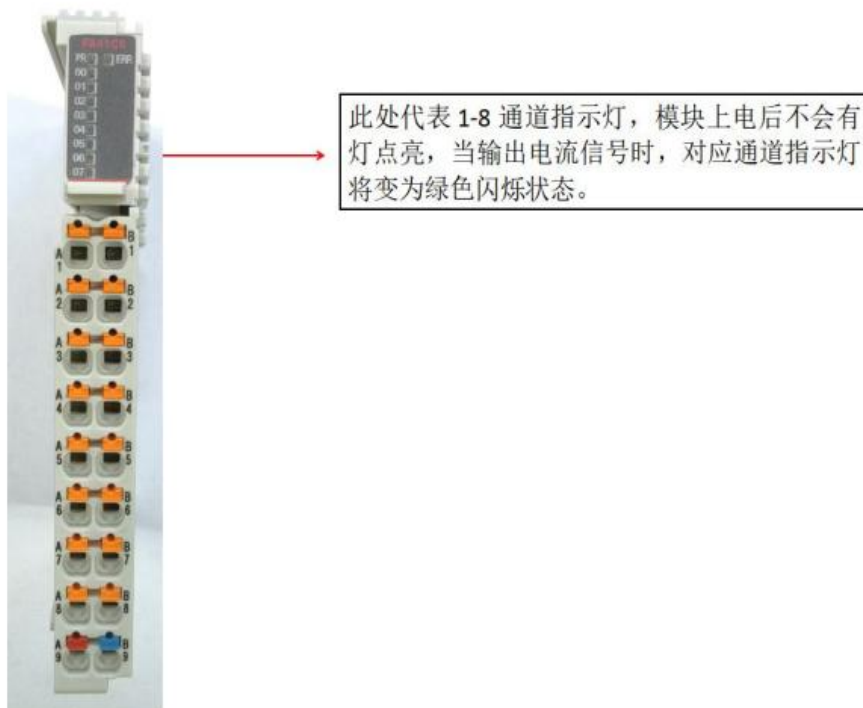 PR ERR
00
01
02
03
04
05
06
07
此处代表 1-8 通道指示灯，模块上电后不会有
灯点亮，当输出电流信号时，对应通道指示灯
将变为绿色闪烁状态。
A 1 B 1
A 2 B 2
A 3 B 3
A 4 B 4
A 5 B 5
A 6 B 6
A 7 B 7
A 8 B 8
A 9 B 9